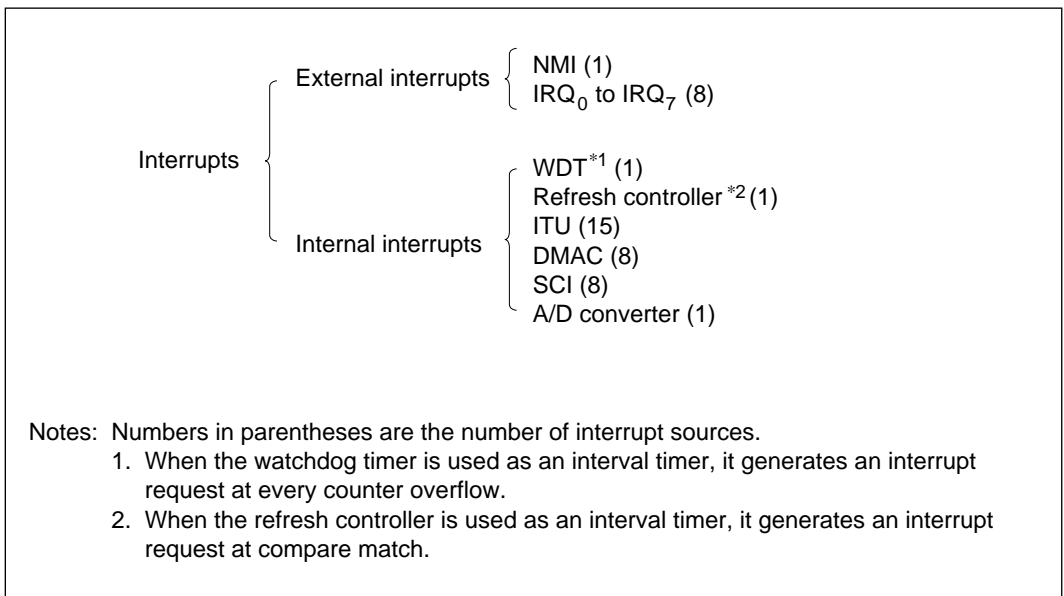 External interrupts
NMI (1)
IRQ0 to IRQ7 (8)
Interrupts
WDT*1 (1)
Refresh controller *2 (1)
ITU (15)
Internal interrupts
DMAC (8)
SCI (8)
A/D converter (1)
Notes: Numbers in parentheses are the number of interrupt sources.
1. When the watchdog timer is used as an interval timer, it generates an interrupt
request at every counter overflow.
2. When the refresh controller is used as an interval timer, it generates an interrupt
request at compare match.